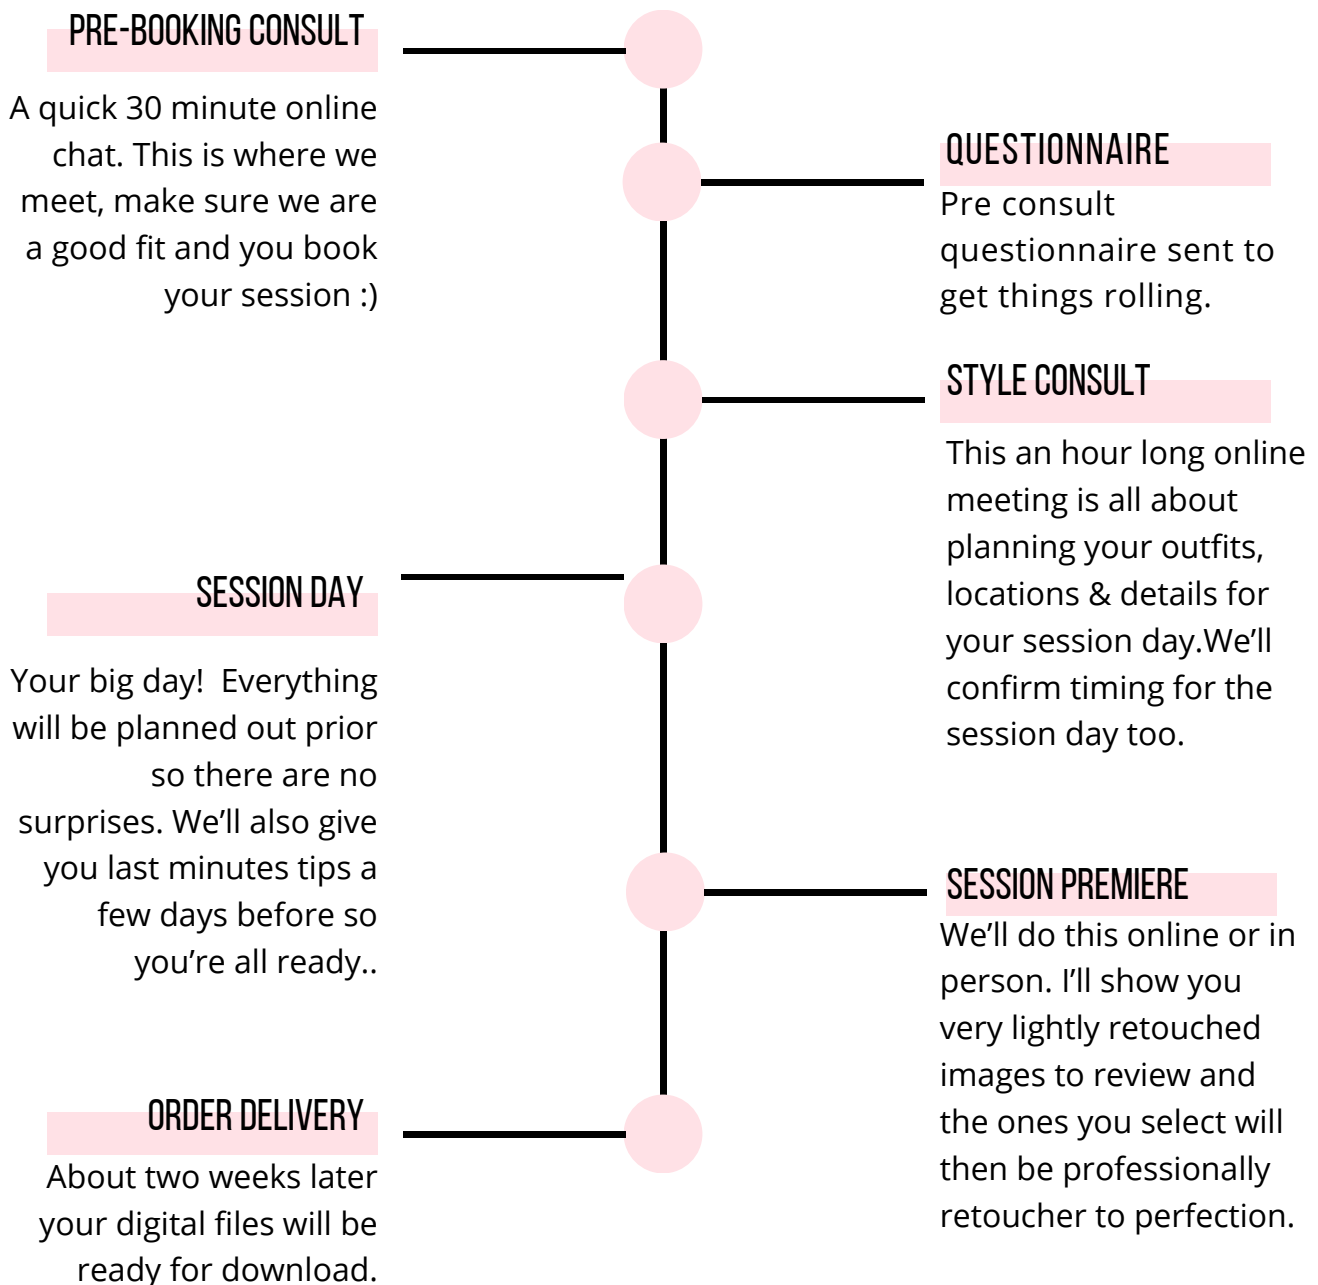 PRE-BOOKING CONSULT
A quick 30 minute online
chat. This is where we
meet, make sure we are
a good fit and you book
your session :)
QUESTIONNAIRE
Pre consult
questionnaire sent to
get things rolling.
STYLE CONSULT
This an hour long online
meeting is all about
planning your outfits,
locations & details for
your session day.We’ll
confirm timing for the
session day too.
SESSION DAY
Your big day!  Everything
will be planned out prior
so there are no
surprises. We’ll also give
you last minutes tips a
few days before so
you’re all ready..
SESSION PREMIERE
We’ll do this online or in
person. I’ll show you
very lightly retouched
images to review and
the ones you select will
then be professionally
retoucher to perfection.
ORDER DELIVERY
About two weeks later
your digital files will be
ready for download.